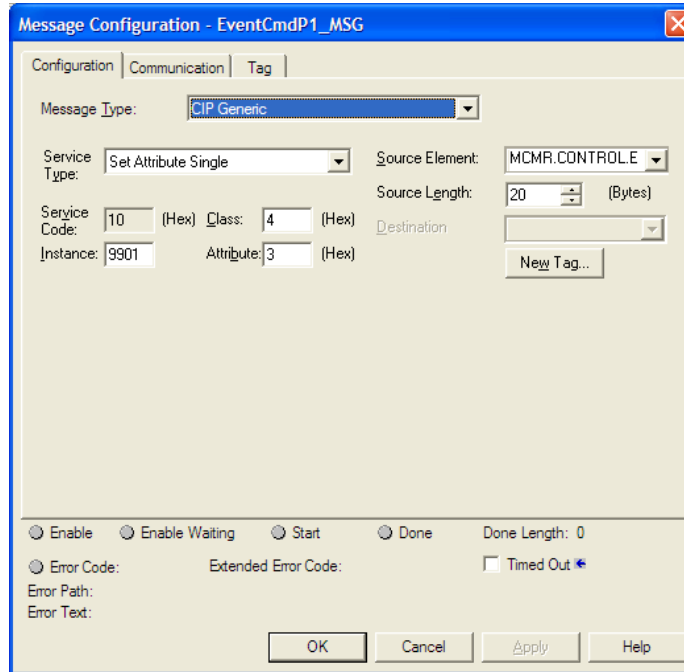 Message Configuration - EventCmdP1_MSG
Configuration Communication Tag
Message Type: CIP Generic
Service Type: Set Attribute Single
Source Element: MCMR.CONTROL.E
Source Length: 20 (Bytes)
Service Code: 10 (Hex) Class: 4 (Hex)
Destination
Instance: 9901 Attribute: 3 (Hex)
New Tag...
Enable Enable Waiting Start Done Done Length: 0
Error Code: Extended Error Code: Timed Out
Error Path:
Error Text:
OK Cancel Apply Help